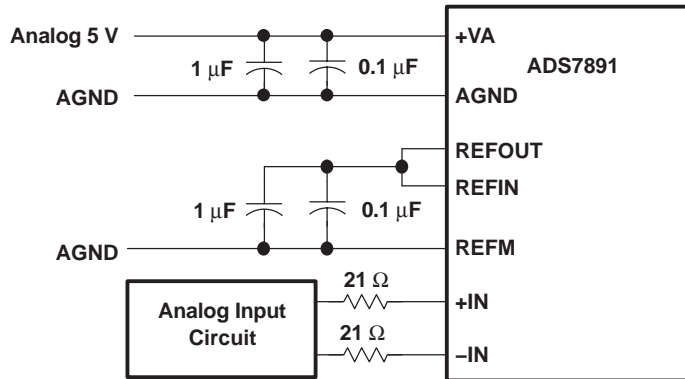 Analog 5 V
+VA
1 μF
0.1 μF
ADS7891
AGND
AGND
REFOUT
REFIN
1 μF
0.1 μF
AGND
REFM
21 Ω
+IN
Analog Input
Circuit
21 Ω
–IN